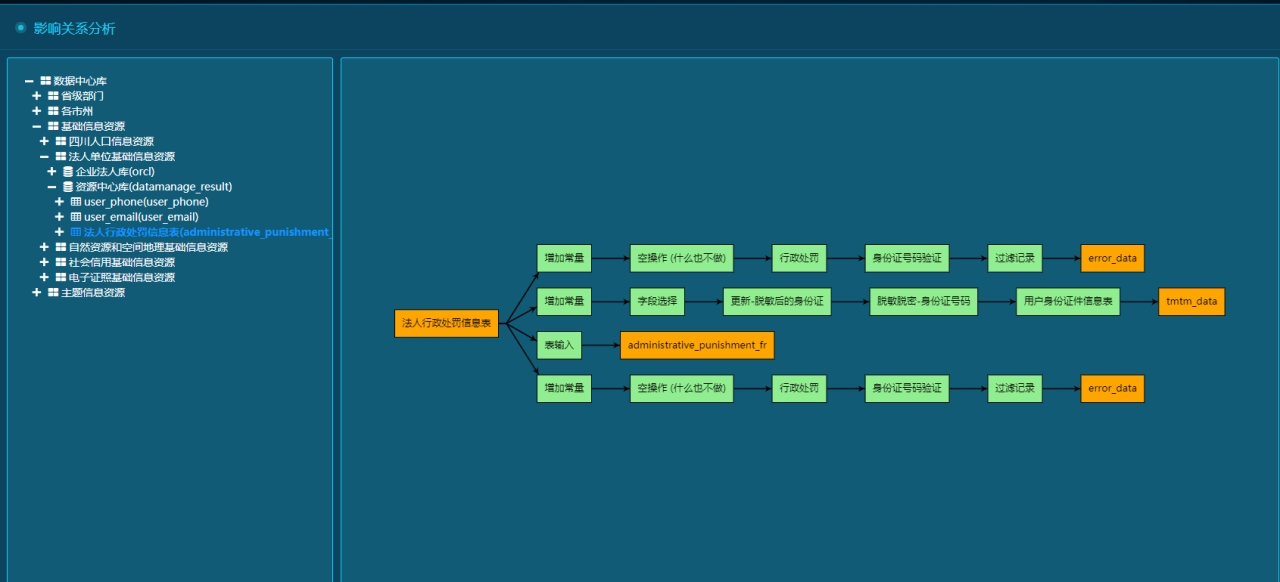 影响关系分析
数据中心库
省级部门
各市州
基础信息资源
四川人口信息资源
法人单位基础信息资源
企业法人库(orcl)
资源中心库(datamanage_result)
user_phone(user_phone)
user_email(user_email)
法人行政处罚信息表(administrative_punishment_
自然资源和空间地理基础信息资源
社会信用基础信息资源
电子证照基础信息资源
主题信息资源
增加常量 空操作 (什么也不做) 行政处罚 身份证号码验证 过滤记录 error_data
增加常量 字段选择 更新-脱敏后的身份证 脱敏脱密-身份证号码 用户身份证件信息表 tmtm_data
法人行政处罚信息表
表输入 administrative_punishment_fr
增加常量 空操作 (什么也不做) 行政处罚 身份证号码验证 过滤记录 error_data